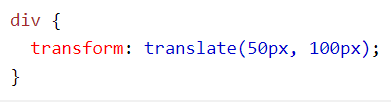 div {
  transform: translate(50px, 100px);
}